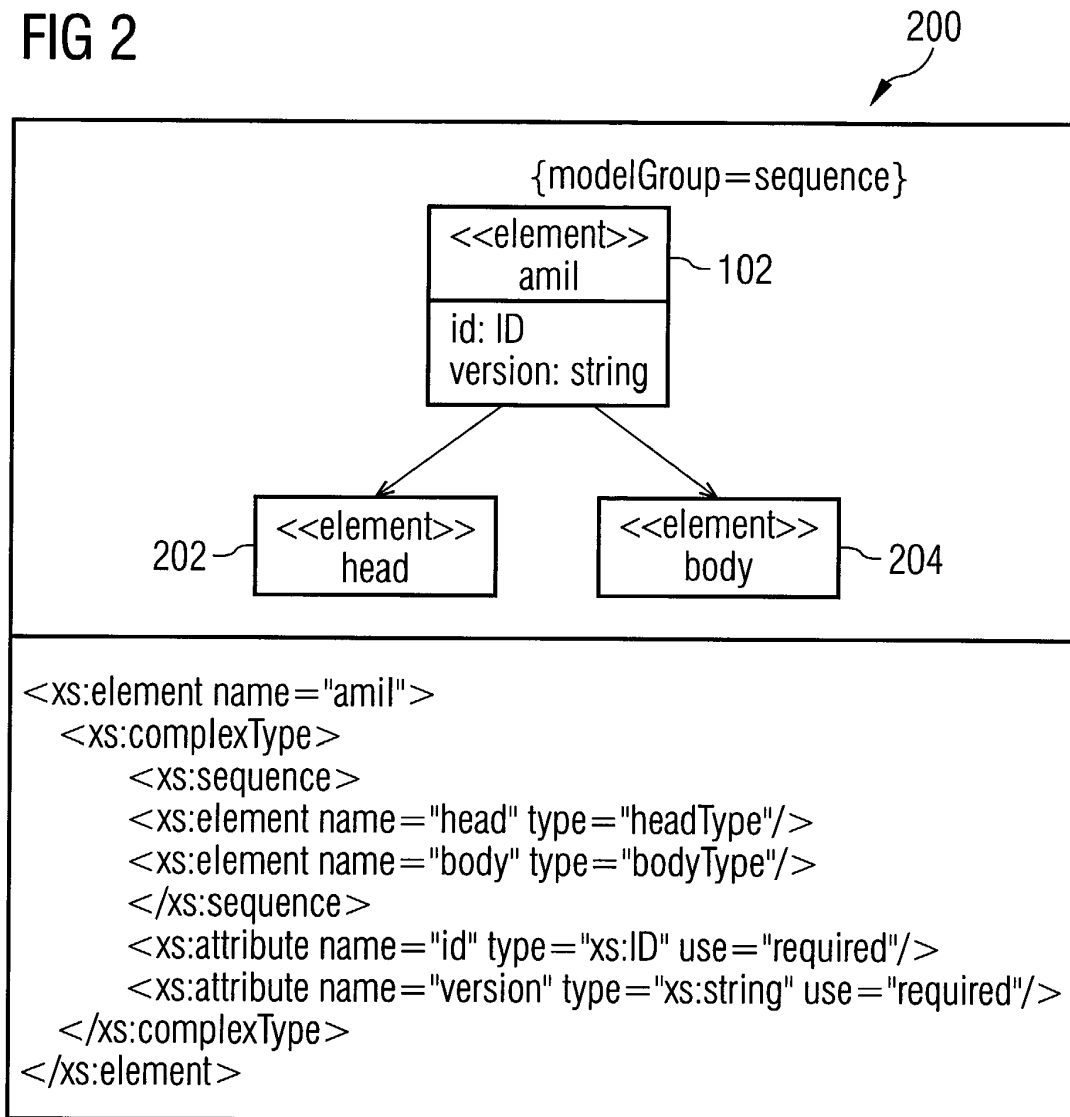 FIG 2
200
{modelGroup=sequence}
<<element>>
amil
102
id: ID
version: string
<<element>>
head
202
<<element>>
body
204
<xs:element name="amil">
<xs:complexType>
<xs:sequence>
<xs:element name="head" type="headType"/>
<xs:element name="body" type="bodyType"/>
</xs:sequence>
<xs:attribute name="id" type="xs:ID" use="required"/>
<xs:attribute name="version" type="xs:string" use="required"/>
</xs:complexType>
</xs:element>